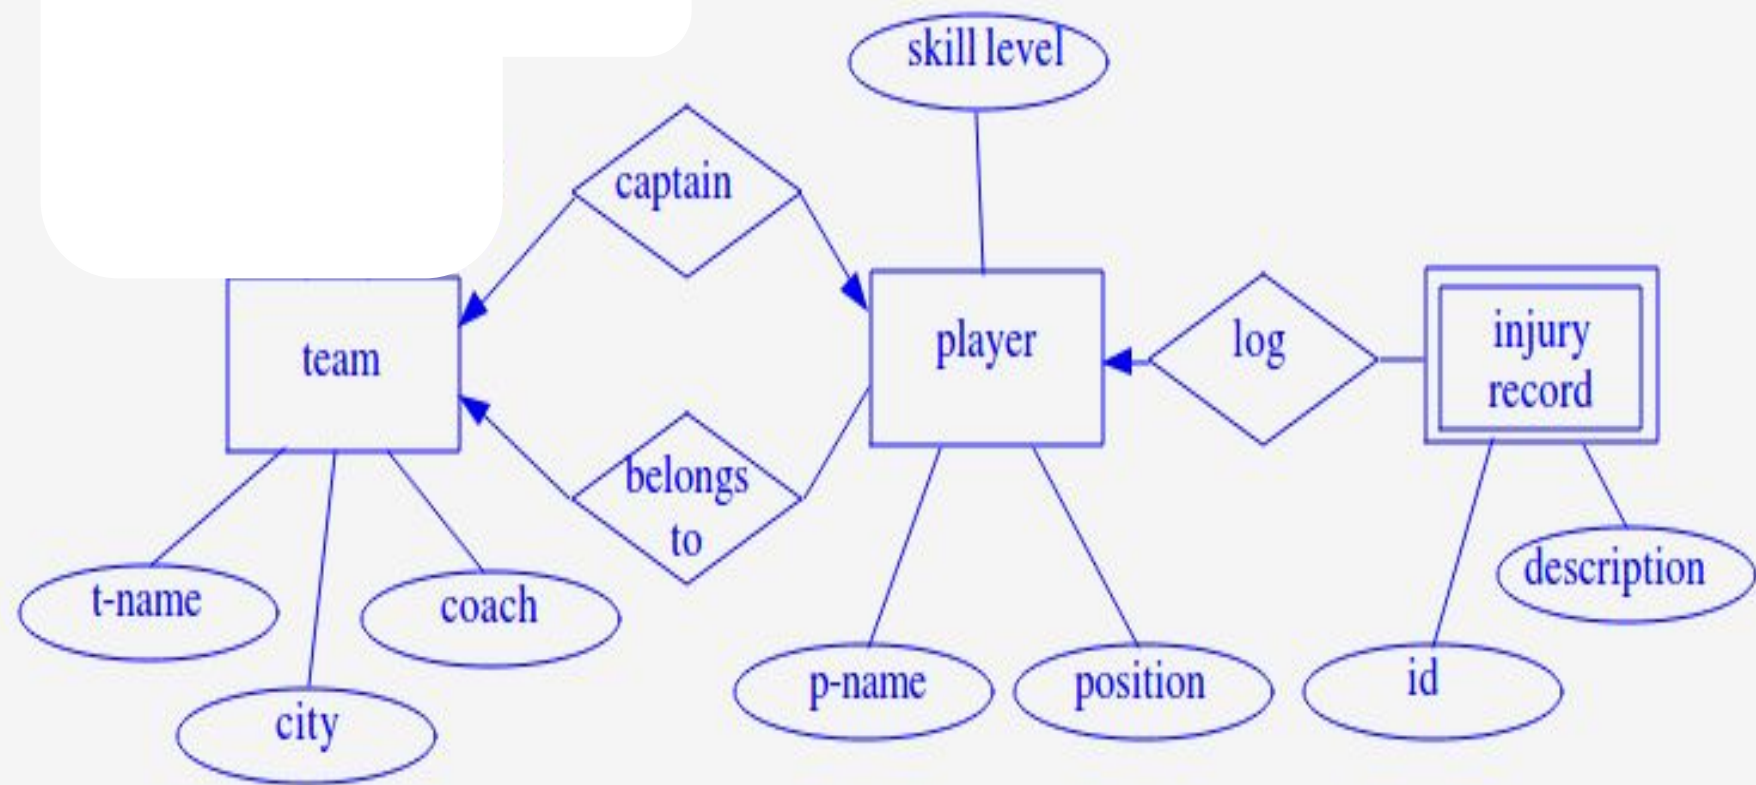 skill level
captain
team
player
log
injury
record
belongs
to
t-name
coach
city
p-name
position
id
description